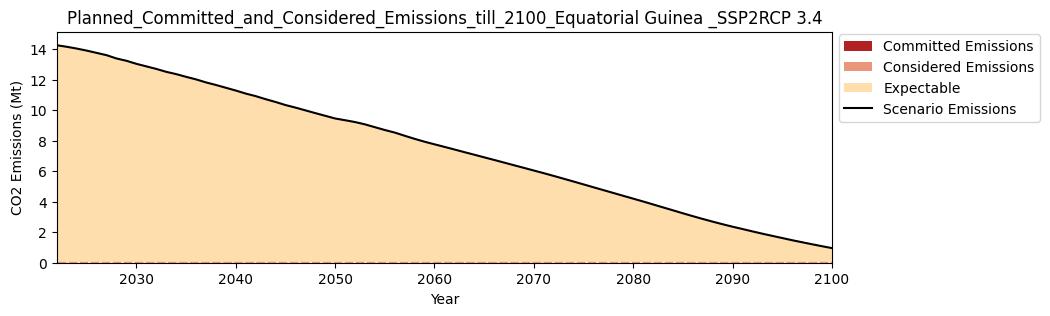 Planned_Committed_and_Considered_Emissions_till_2100_Equatorial Guinea _SSP2RCP 3.4
CO2 Emissions (Mt)
14
12
10
8
6
4
2
0
2030
2040
2050
2060
2070
2080
2090
2100
Year
Committed Emissions
Considered Emissions
Expectable
Scenario Emissions